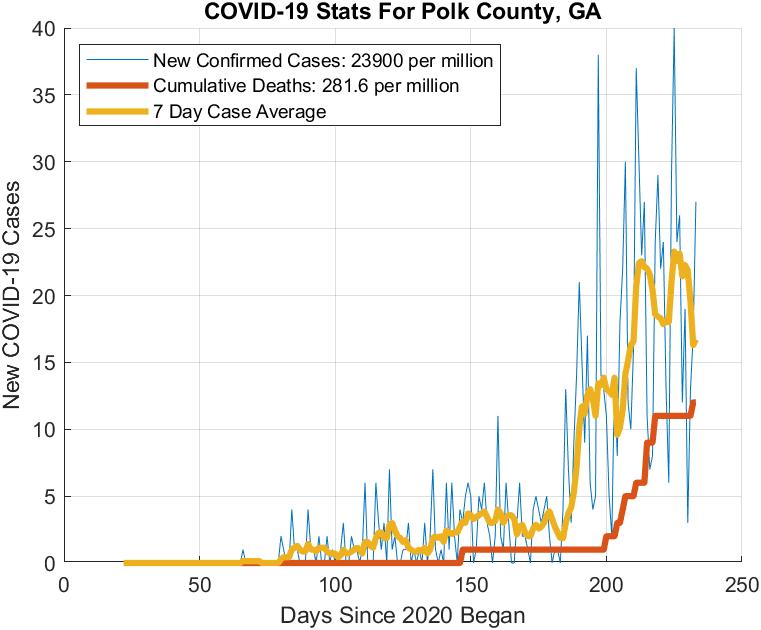 COVID-19 Stats For Polk County, GA
New Confirmed Cases: 23900 per million
Cumulative Deaths: 281.6 per million
7 Day Case Average
New COVID-19 Cases
40
35
30
25
20
15
10
5
0
0 50 100 150 200 250
Days Since 2020 Began